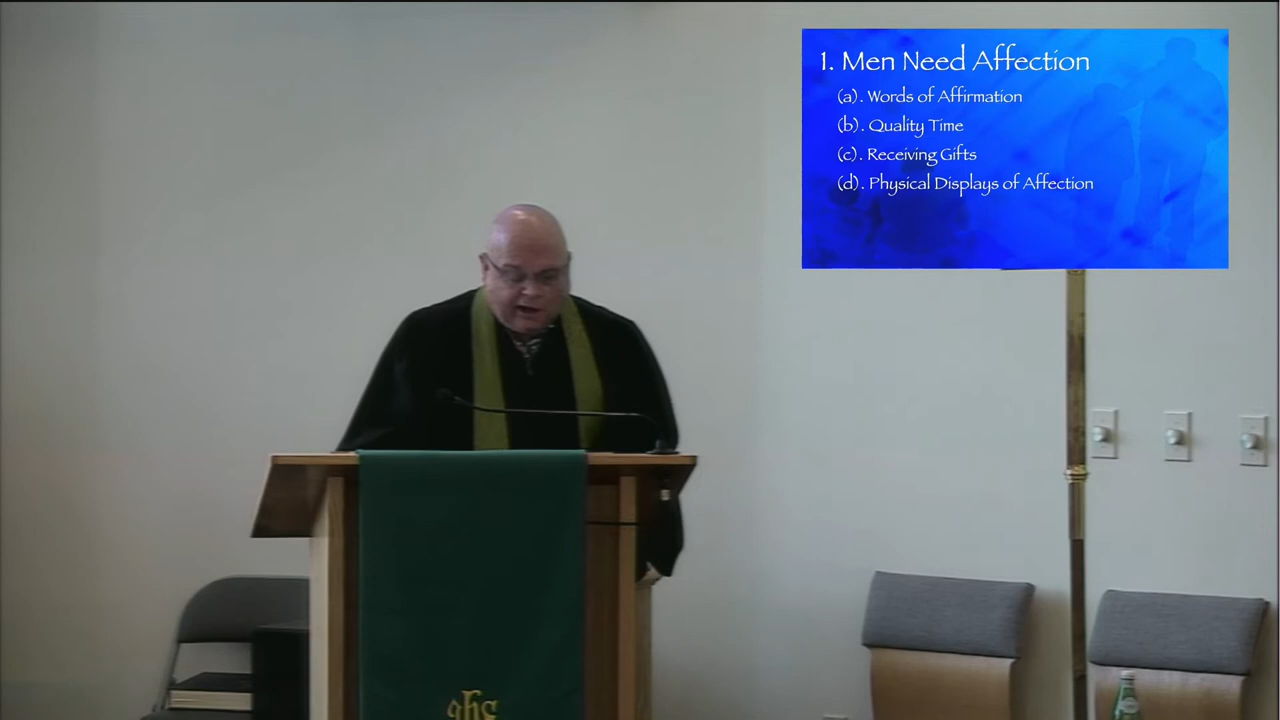 1. Men Need Affection
(a). Words of Affirmation
(b). Quality Time
(c). Receiving Gifts
(d). Physical Displays of Affection
ihs